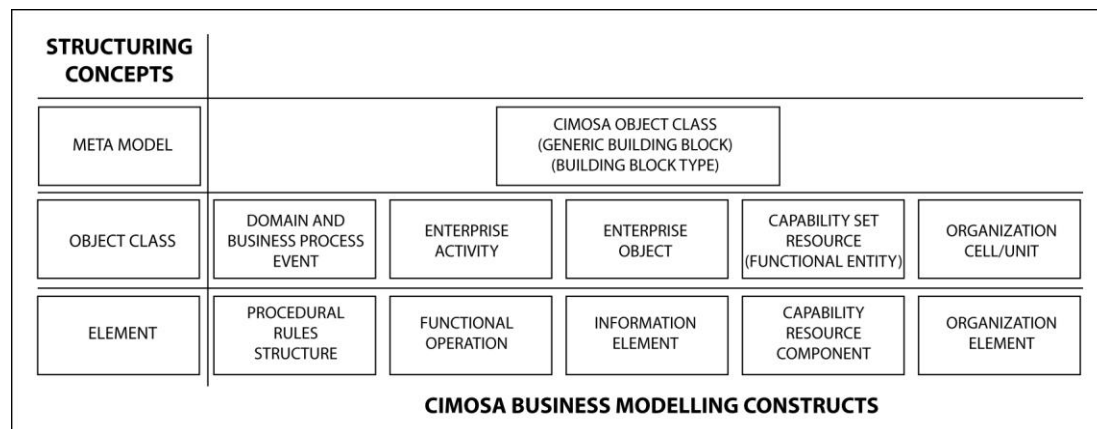 STRUCTURING
CONCEPTS
META MODEL
CIMOSA OBJECT CLASS
(GENERIC BUILDING BLOCK)
(BUILDING BLOCK TYPE)
OBJECT CLASS
DOMAIN AND
BUSINESS PROCESS
EVENT
ENTERPRISE
ACTIVITY
ENTERPRISE
OBJECT
CAPABILITY SET
RESOURCE
(FUNCTIONAL ENTITY)
ORGANIZATION
CELL/UNIT
ELEMENT
PROCEDURAL
RULES
STRUCTURE
FUNCTIONAL
OPERATION
INFORMATION
ELEMENT
CAPABILITY
RESOURCE
COMPONENT
ORGANIZATION
ELEMENT
CIMOSA BUSINESS MODELLING CONSTRUCTS